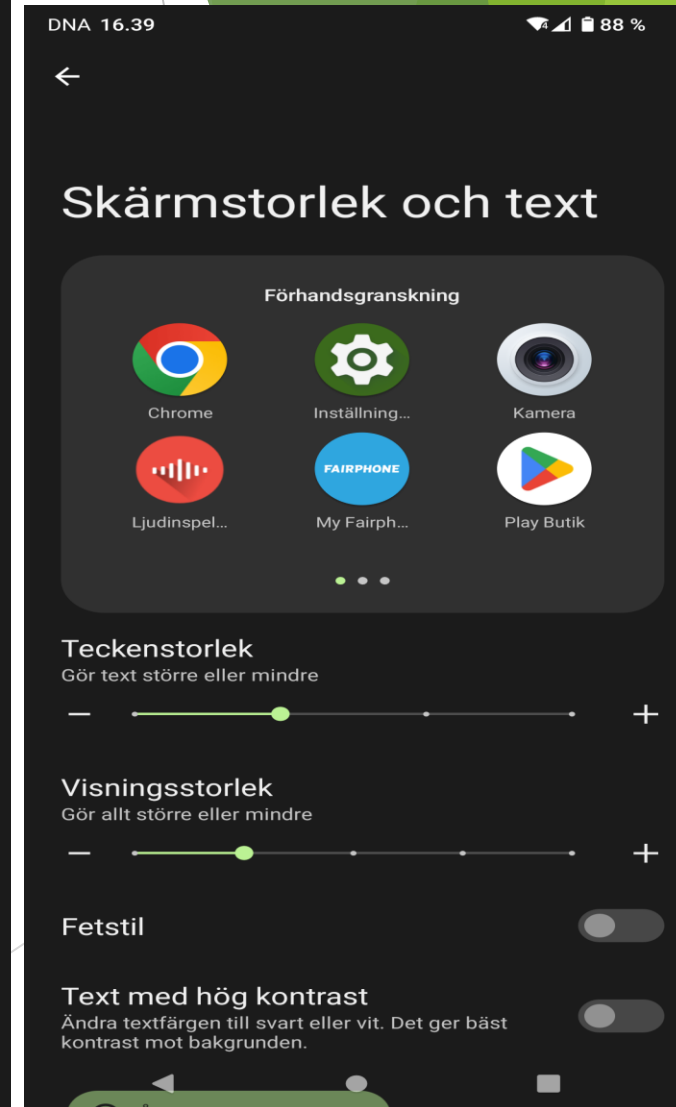 DNA 16.39 88 %
Skärmstorlek och text
Förhandsgranskning
Chrome Inställning... Kamera
FAIRPHONE
Ljudinspel... My Fairph... Play Butik
Teckenstorlek
Gör text större eller mindre
Visningsstorlek
Gör allt större eller mindre
Fetstil
Text med hög kontrast
Ändra textfärgen till svart eller vit. Det ger bäst
kontrast mot bakgrunden.